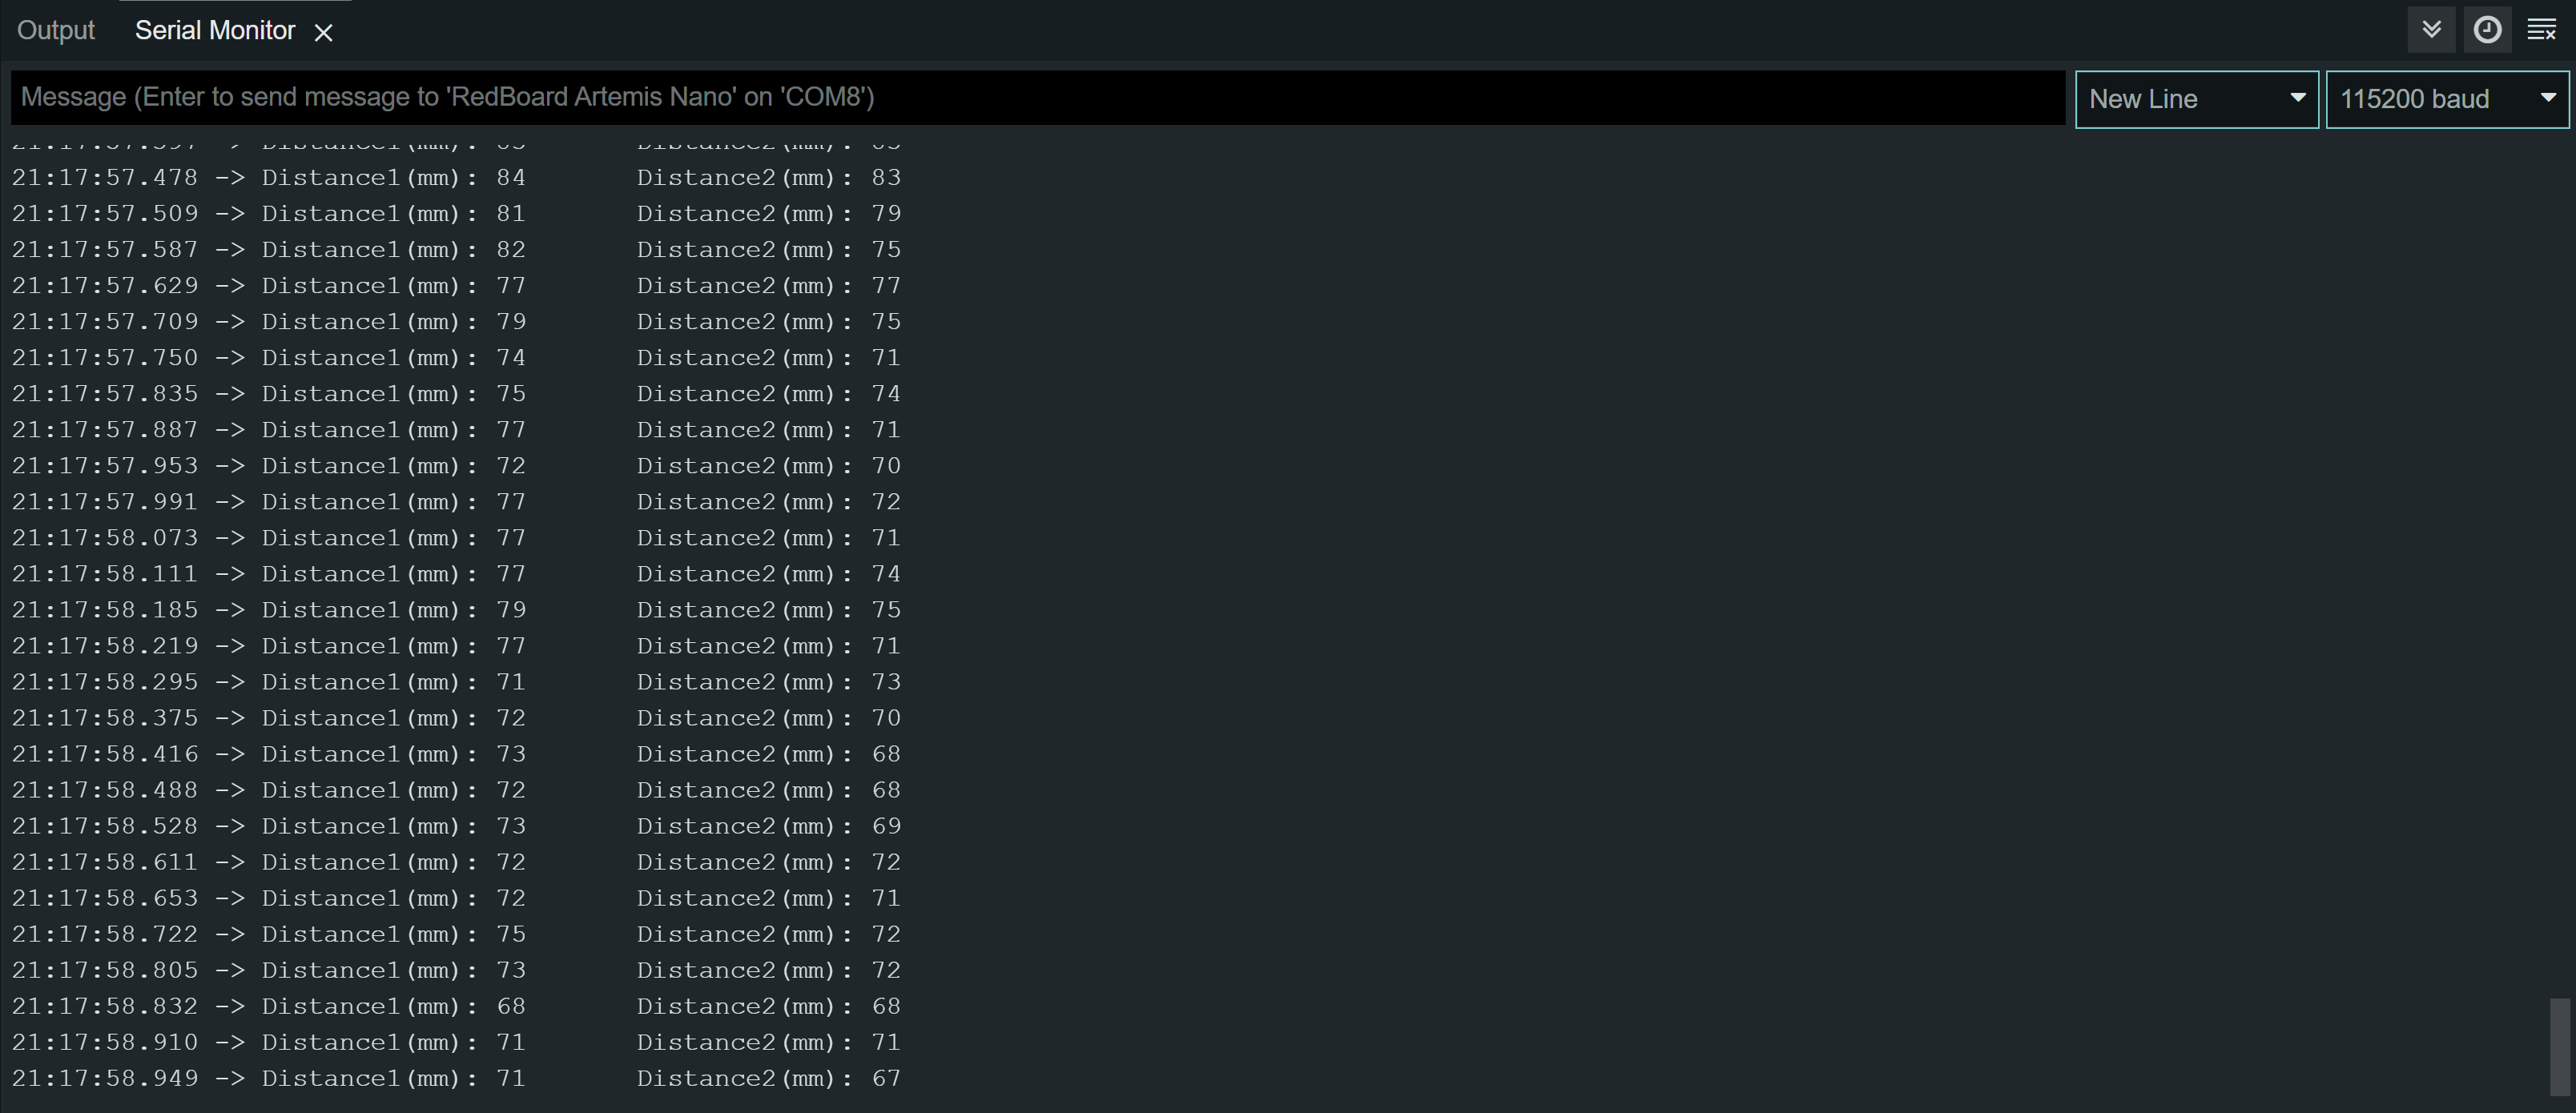 Output Serial Monitor
Message (Enter to send message to 'RedBoard Artemis Nano' on 'COM8') New Line 115200 baud
21:17:57.478 -> Distance1(mm): 84 Distance2(mm): 83
21:17:57.509 -> Distance1(mm): 81 Distance2(mm): 79
21:17:57.587 -> Distance1(mm): 82 Distance2(mm): 75
21:17:57.629 -> Distance1(mm): 77 Distance2(mm): 77
21:17:57.709 -> Distance1(mm): 79 Distance2(mm): 75
21:17:57.750 -> Distance1(mm): 74 Distance2(mm): 71
21:17:57.835 -> Distance1(mm): 75 Distance2(mm): 74
21:17:57.887 -> Distance1(mm): 77 Distance2(mm): 71
21:17:57.953 -> Distance1(mm): 72 Distance2(mm): 70
21:17:57.991 -> Distance1(mm): 77 Distance2(mm): 72
21:17:58.073 -> Distance1(mm): 77 Distance2(mm): 71
21:17:58.111 -> Distance1(mm): 77 Distance2(mm): 74
21:17:58.185 -> Distance1(mm): 79 Distance2(mm): 75
21:17:58.219 -> Distance1(mm): 77 Distance2(mm): 71
21:17:58.295 -> Distance1(mm): 71 Distance2(mm): 73
21:17:58.375 -> Distance1(mm): 72 Distance2(mm): 70
21:17:58.416 -> Distance1(mm): 73 Distance2(mm): 68
21:17:58.488 -> Distance1(mm): 72 Distance2(mm): 68
21:17:58.528 -> Distance1(mm): 73 Distance2(mm): 69
21:17:58.611 -> Distance1(mm): 72 Distance2(mm): 72
21:17:58.653 -> Distance1(mm): 72 Distance2(mm): 71
21:17:58.722 -> Distance1(mm): 75 Distance2(mm): 72
21:17:58.805 -> Distance1(mm): 73 Distance2(mm): 72
21:17:58.832 -> Distance1(mm): 68 Distance2(mm): 68
21:17:58.910 -> Distance1(mm): 71 Distance2(mm): 71
21:17:58.949 -> Distance1(mm): 71 Distance2(mm): 67